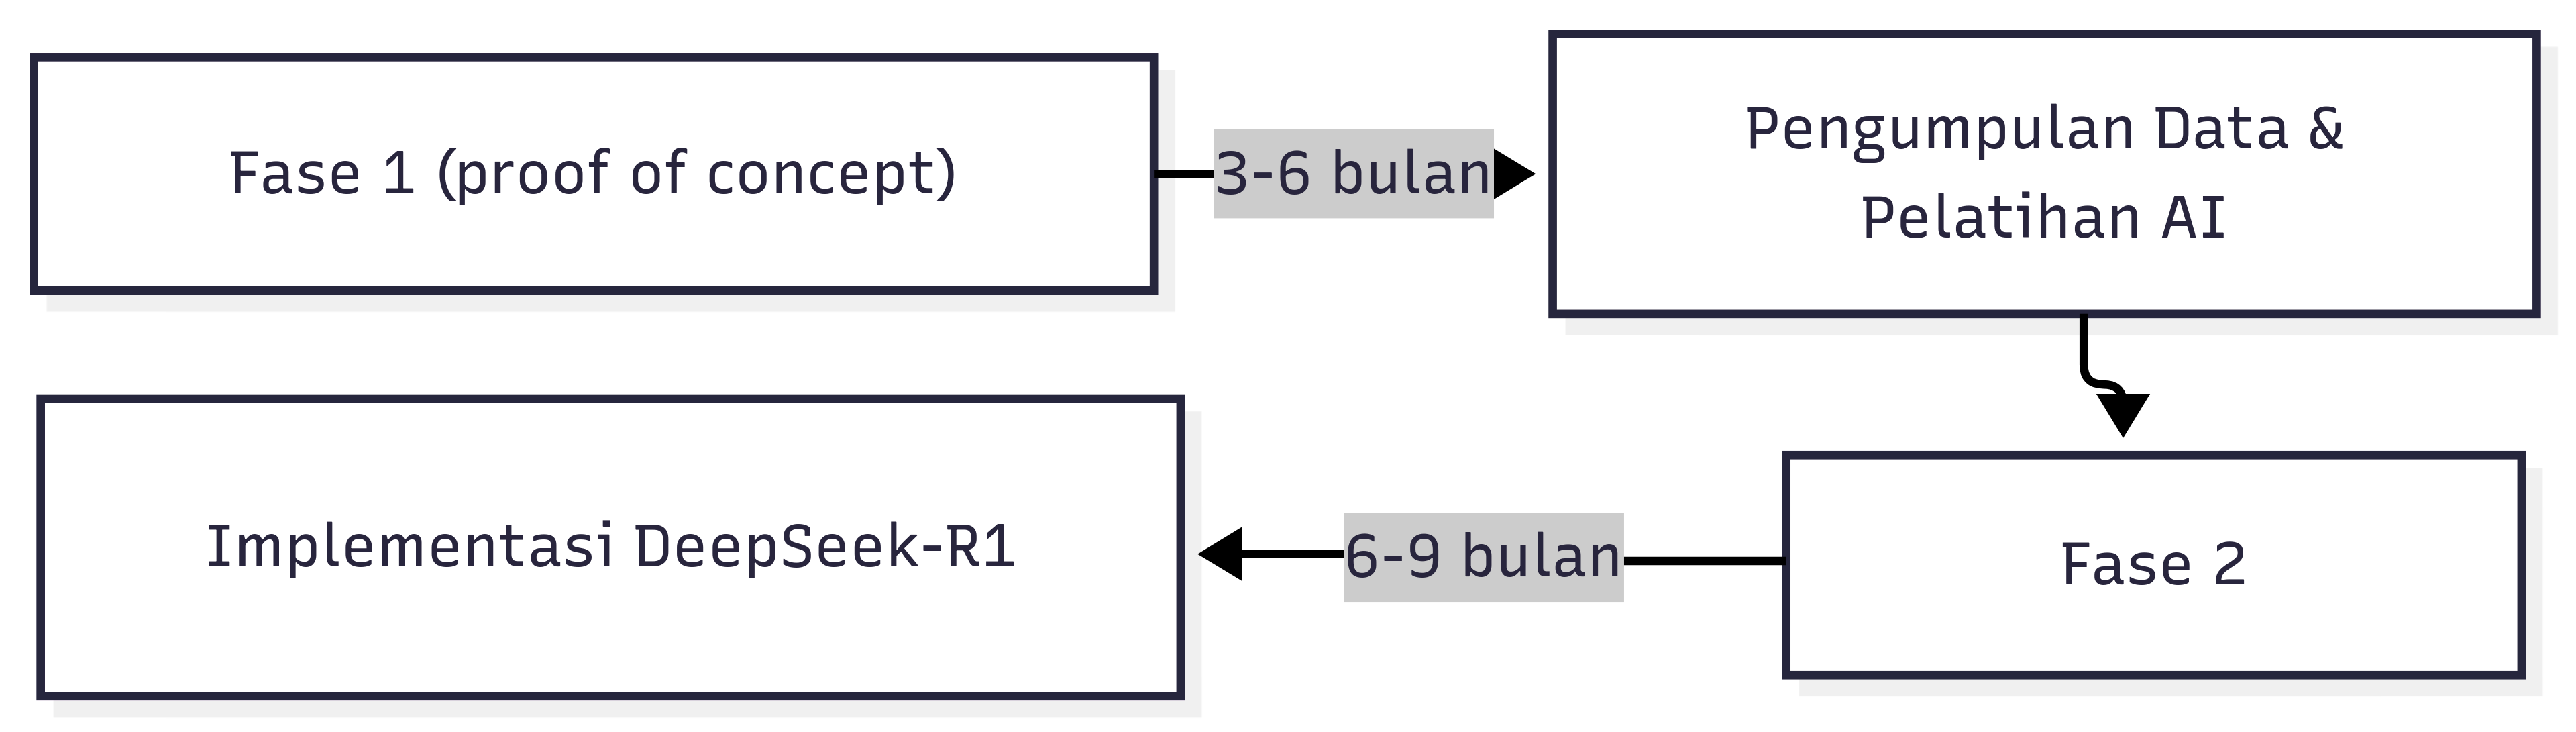 Fase 1 (proof of concept)
3-6 bulan
Pengumpulan Data &
Pelatihan AI
Fase 2
6-9 bulan
Implementasi DeepSeek-R1